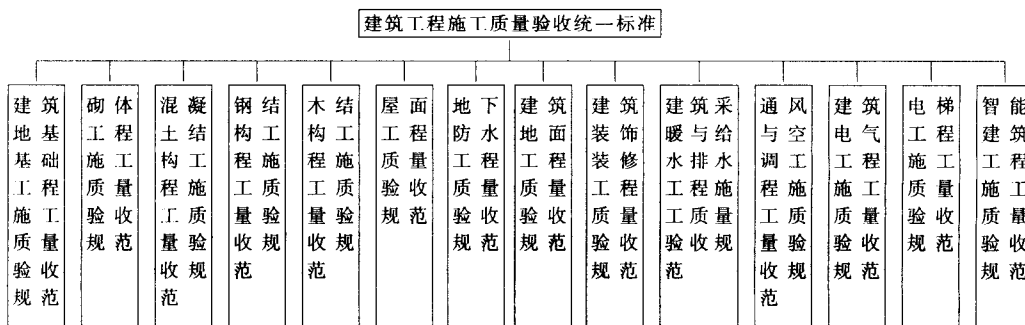 建筑工程施工质量验收统一标准
建筑地基基础工程施工质量验收规范
砌体工程施工质量验收规范
混凝土结构工程施工质量验收规范
钢结构工程施工质量验收规范
木结构工程施工质量验收规范
屋面工程质量验收规范
地下防水工程质量验收规范
建筑地面工程质量验收规范
建筑装饰装修工程质量验收规范
建筑采暖与给水排水工程施工质量验收规范
通风与空调工程施工质量验收规范
建筑电气工程施工质量验收规范
电梯工程施工质量验收规范
智能建筑工程施工质量验收规范